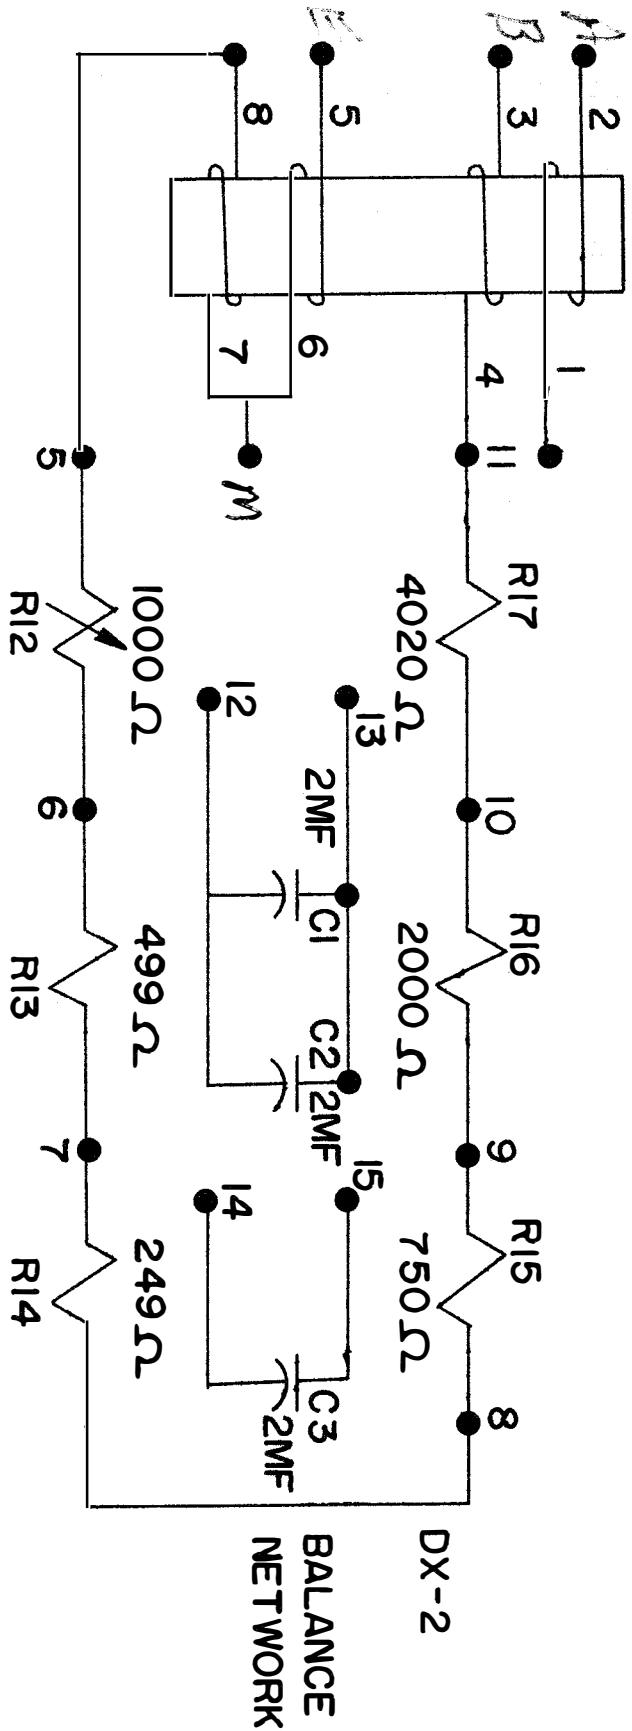 A
B
E
2
3
5
8
1
4
6
7
11
M
5
R17
4020 Ω
1000 Ω
R12
13
12
10
2MF
C1
6
R16
2000 Ω
499 Ω
R13
C2
2MF
9
15
14
7
R15
750 Ω
249 Ω
R14
8
C3
2MF
DX-2
BALANCE
NETWORK